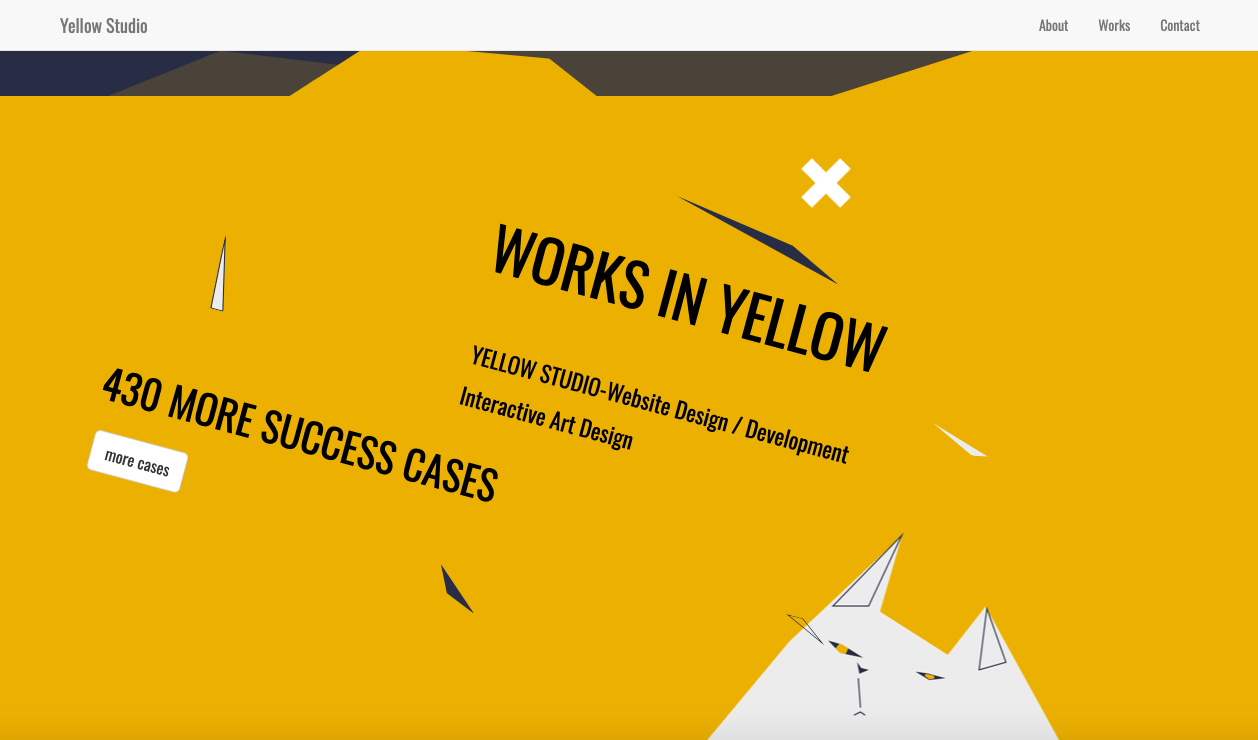 Yellow Studio
About
Works
Contact
WORKS IN YELLOW
YELLOW STUDIO-Website Design / Development
Interactive Art Design
430 MORE SUCCESS CASES
more cases